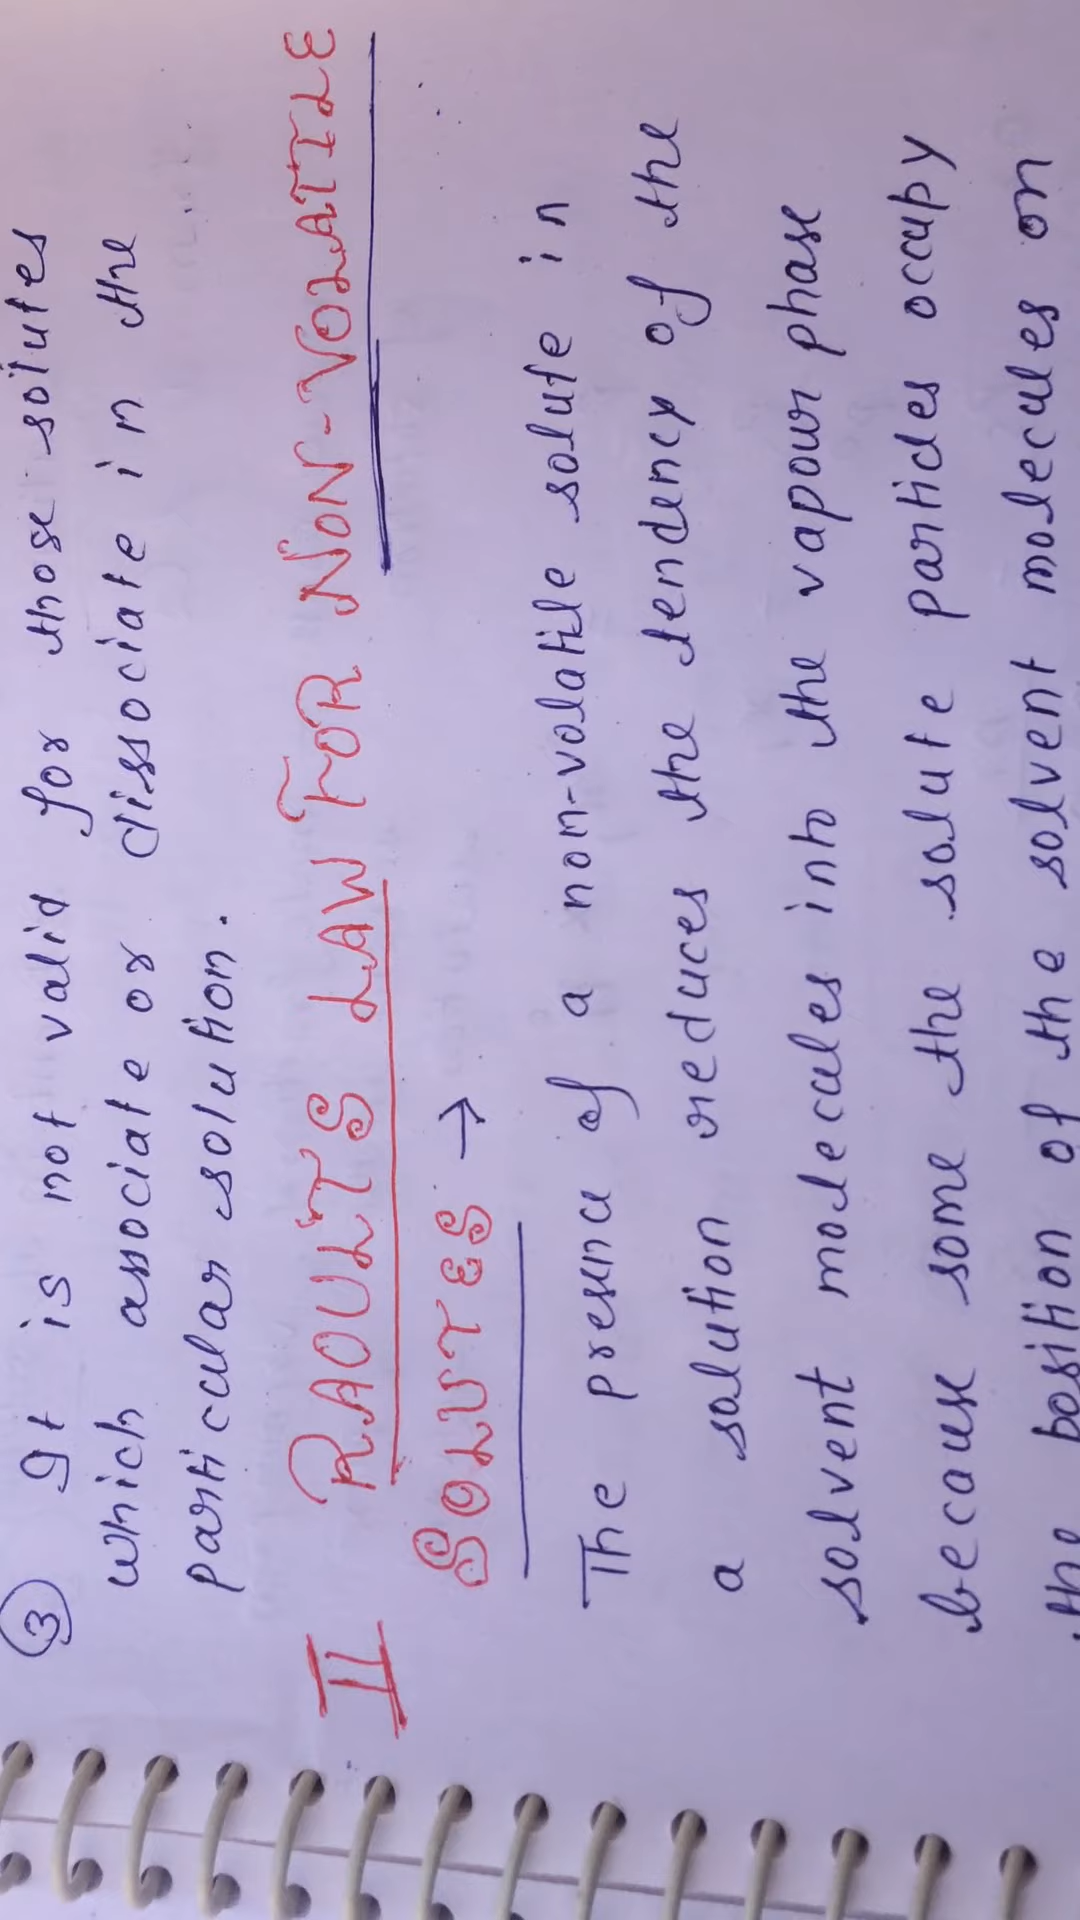 ③ It is not valid for those solutes
which associate or dissociate in the
particular solution.
II RAOULTS LAW FOR NON-VOLATILE
SOLUTES →
The presence of a non-volatile solute in
a solution reduces the tendency of the
solvent molecules into the vapour phase
because some the solute particles occupy
the position of the solvent molecules on